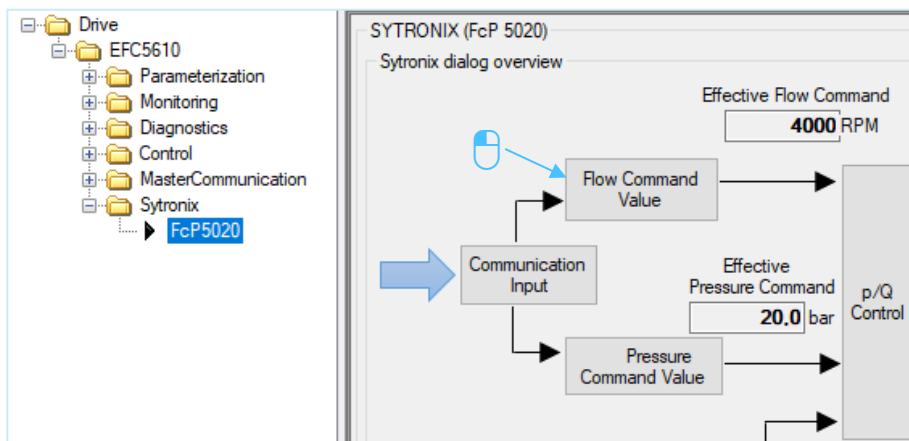 Drive
EFC5610
Parameterization
Monitoring
Diagnostics
Control
MasterCommunication
Sytronix
FcP5020
SYTRONIX (FcP 5020)
Sytronix dialog overview
Effective Flow Command
4000 RPM
Flow Command
Value
Communication
Input
Effective
Pressure Command
20,0 bar
p/Q
Control
Pressure
Command Value